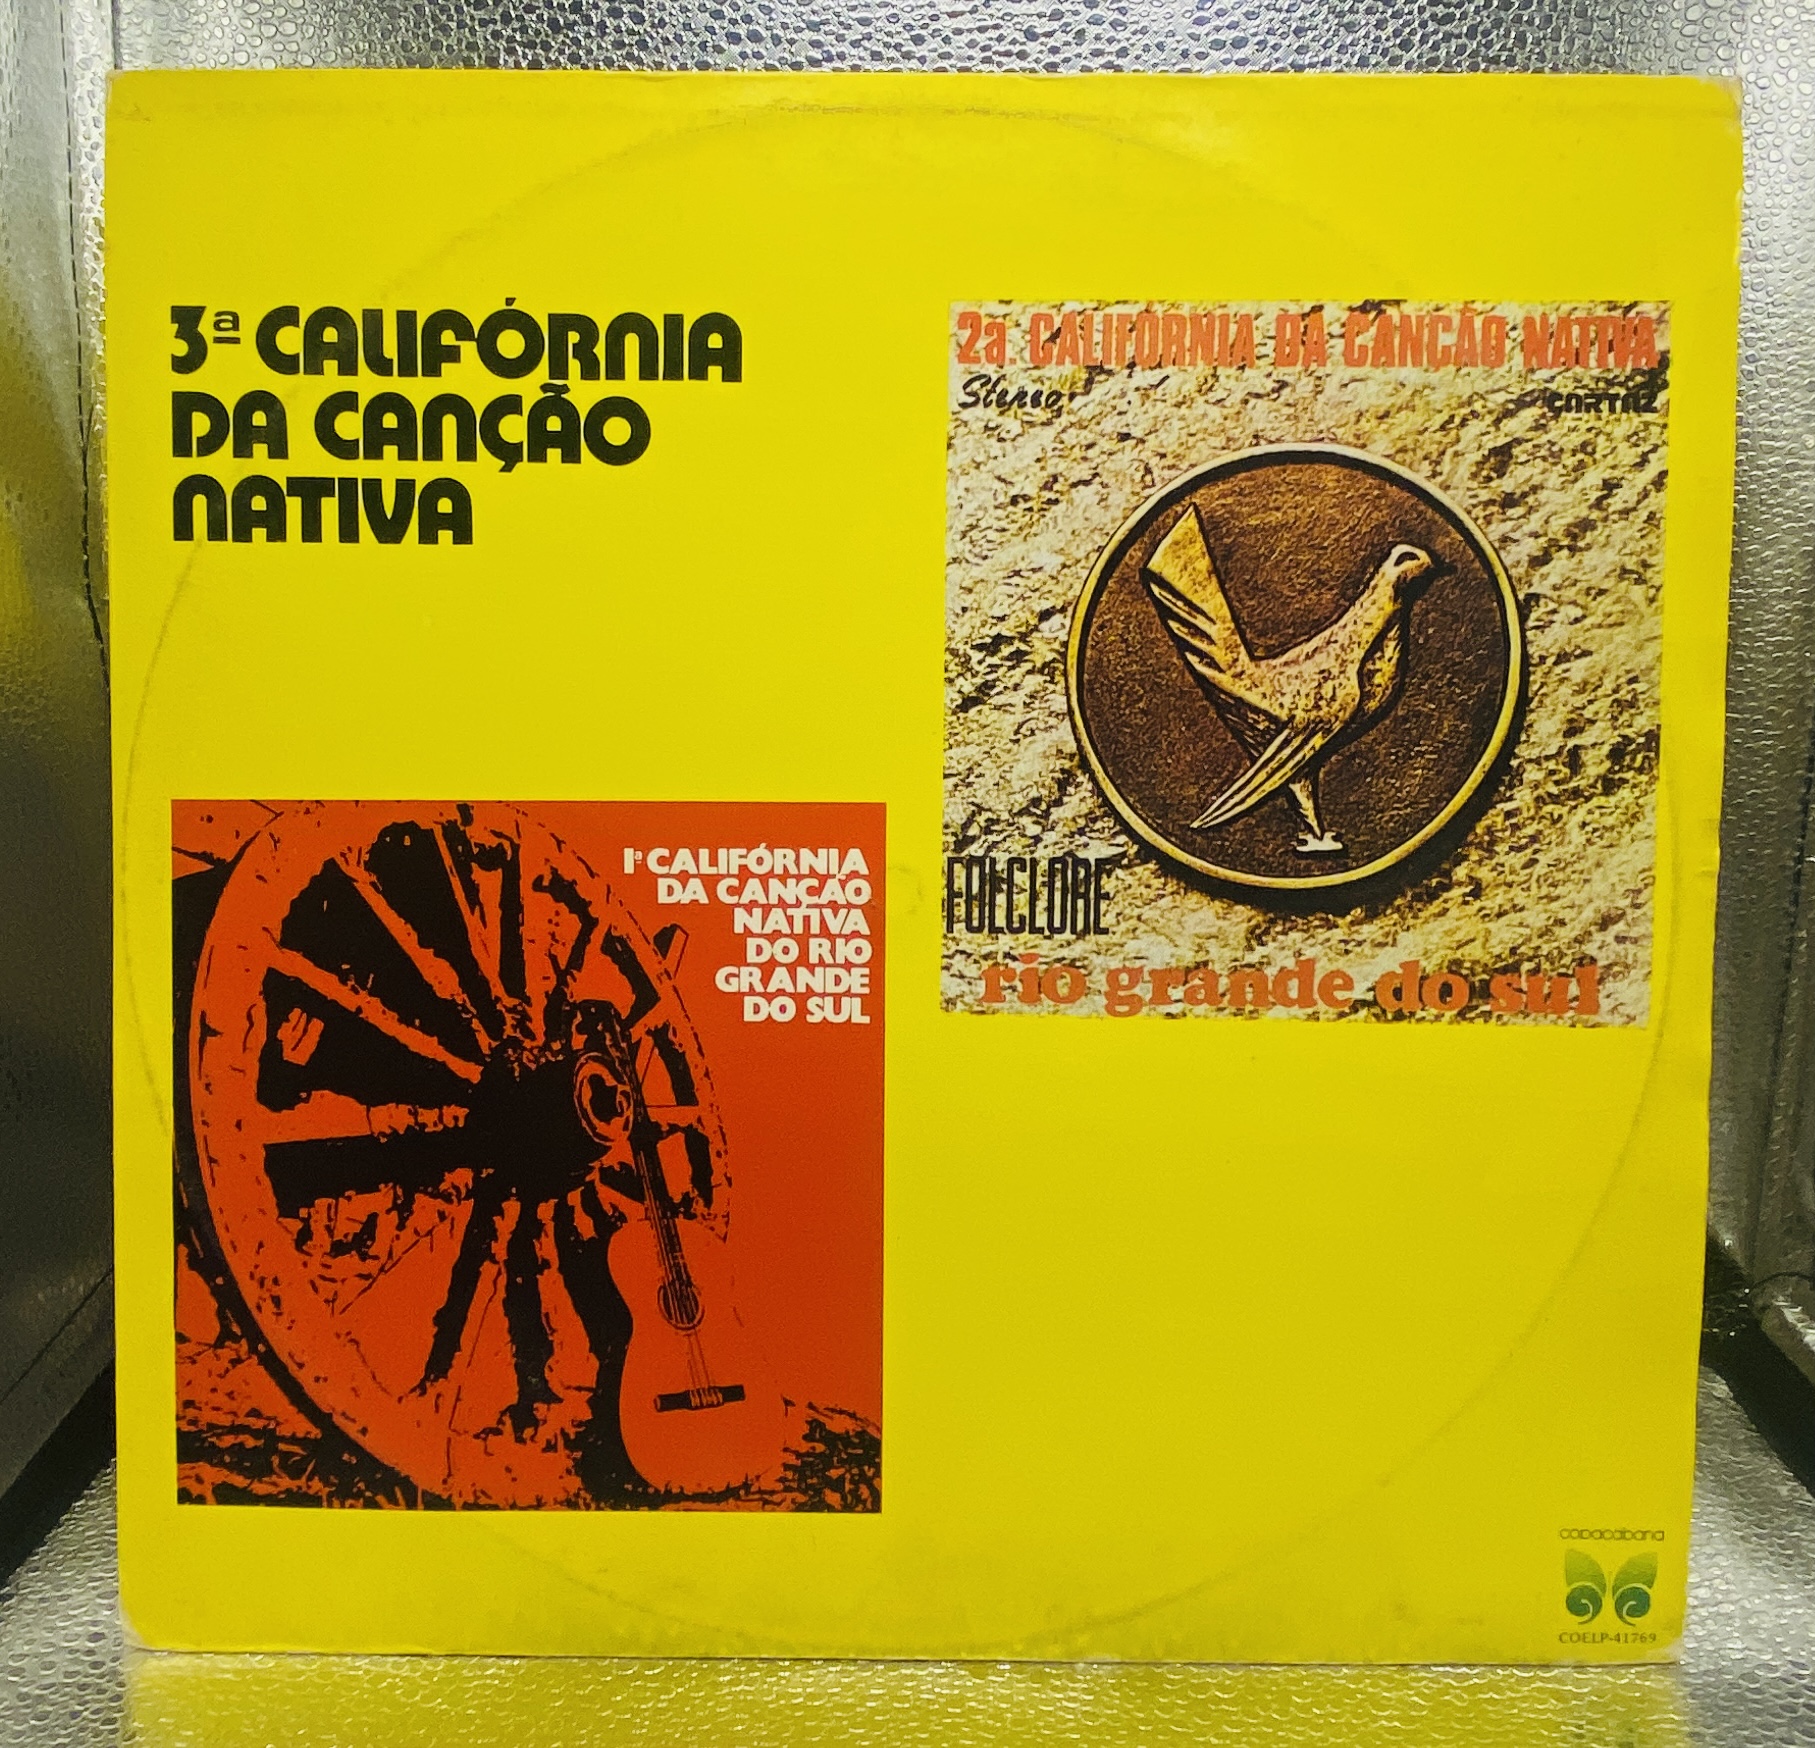 3ª CALIFÓRNIA
DA CANÇÃO
NATIVA
2a. CALIFORNIA DA CANÇÃO NATIVA
Stereo
CARTAZ
FOLCLORE
rio grande do sul
1ª CALIFÓRNIA
DA CANÇÃO
NATIVA
DO RIO
GRANDE
DO SUL
copacabana
COELP-41769